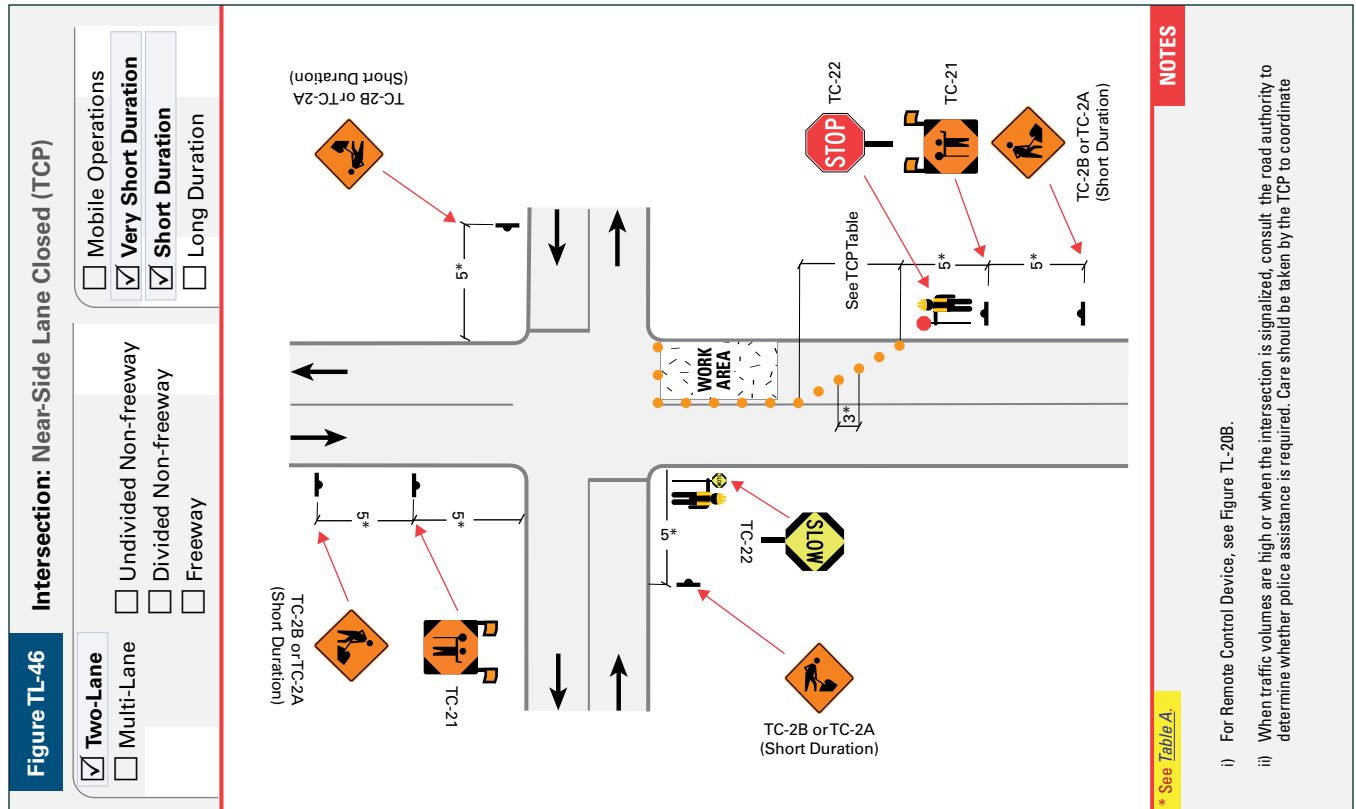 Figure TL-46
Intersection: Near-Side Lane Closed (TCP)
☑ Two-Lane
☐ Multi-Lane
☐ Undivided Non-freeway
☐ Divided Non-freeway
☐ Freeway
☐ Mobile Operations
☑ Very Short Duration
☑ Short Duration
☐ Long Duration
TC-2B or TC-2A
(Short Duration)
5*
5*
TC-21
TC-2B or TC-2A
(Short Duration)
5*
WORK
AREA
3*
See TCP Table
5*
5*
STOP
TC-22
TC-21
TC-2B or TC-2A
(Short Duration)
5*
SLOW
SLOW
TC-22
TC-2B or TC-2A
(Short Duration)
* See Table A.
NOTES
i) For Remote Control Device, see Figure TL-20B.
ii) When traffic volumes are high or when the intersection is signalized, consult the road authority to
determine whether police assistance is required. Care should be taken by the TCP to coordinate